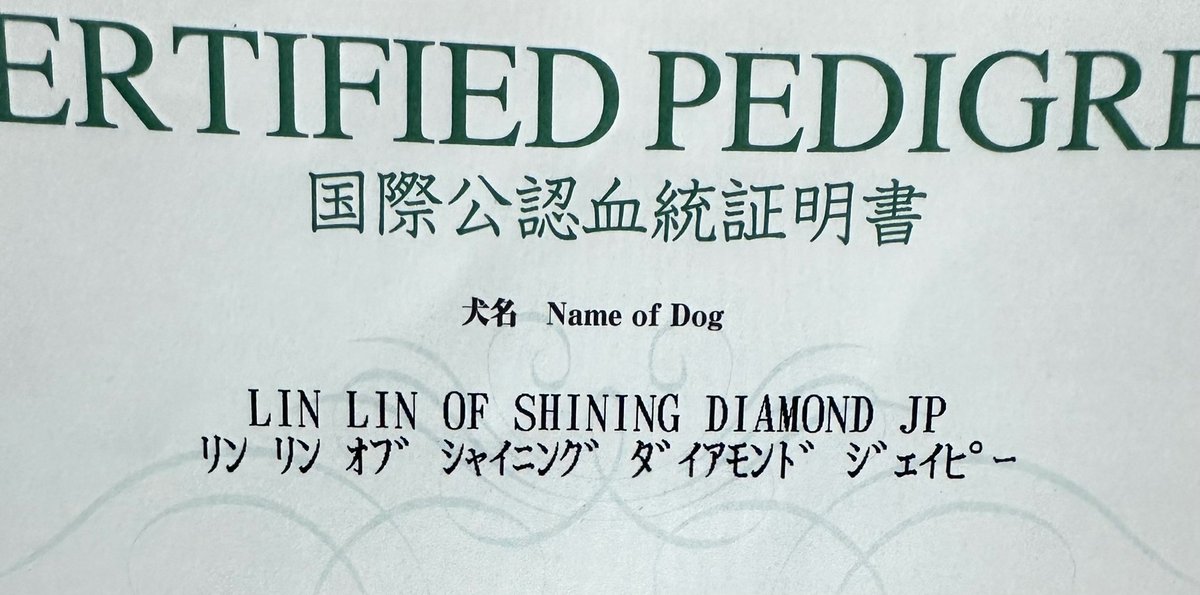 ERTIFIED PEDIGRE
国際公認血統証明書
犬名 Name of Dog
LIN LIN OF SHINING DIAMOND JP
リン リン オブ シャイニング ダイアモンド ジェイピー